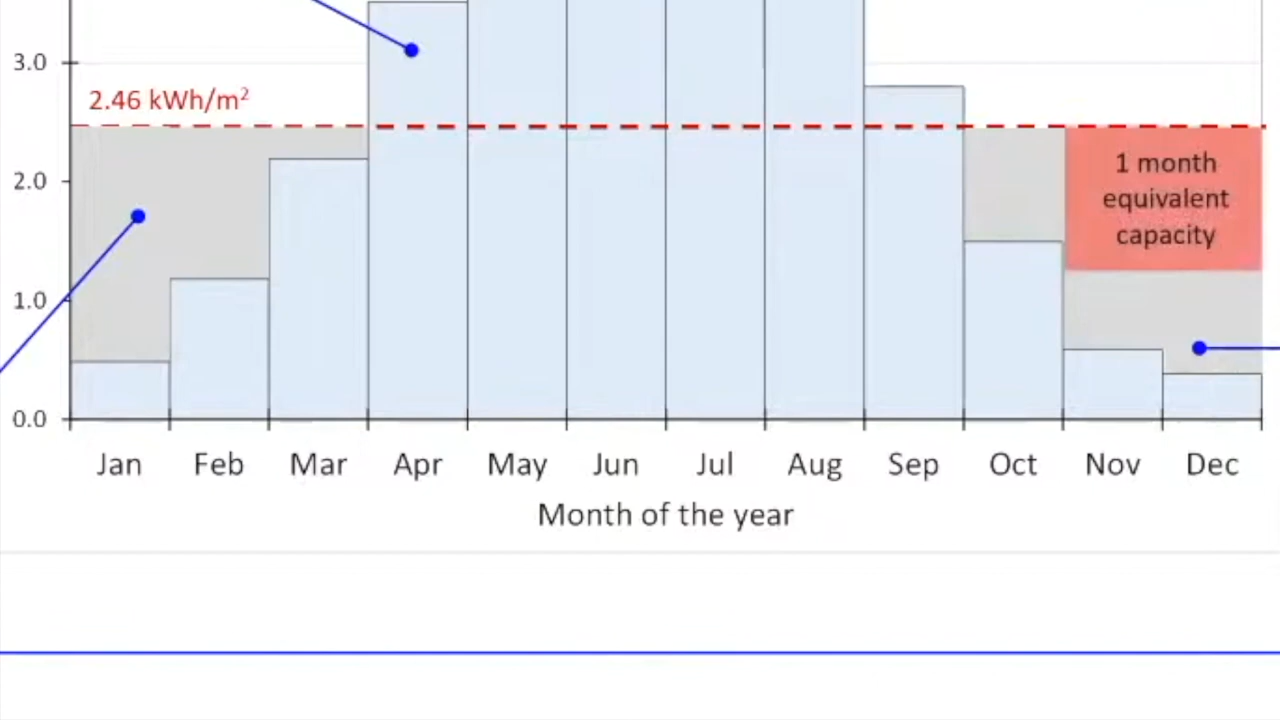 3.0
2.46 kWh/m²
2.0
1 month
equivalent
capacity
1.0
0.0
Jan Feb Mar Apr May Jun Jul Aug Sep Oct Nov Dec
Month of the year